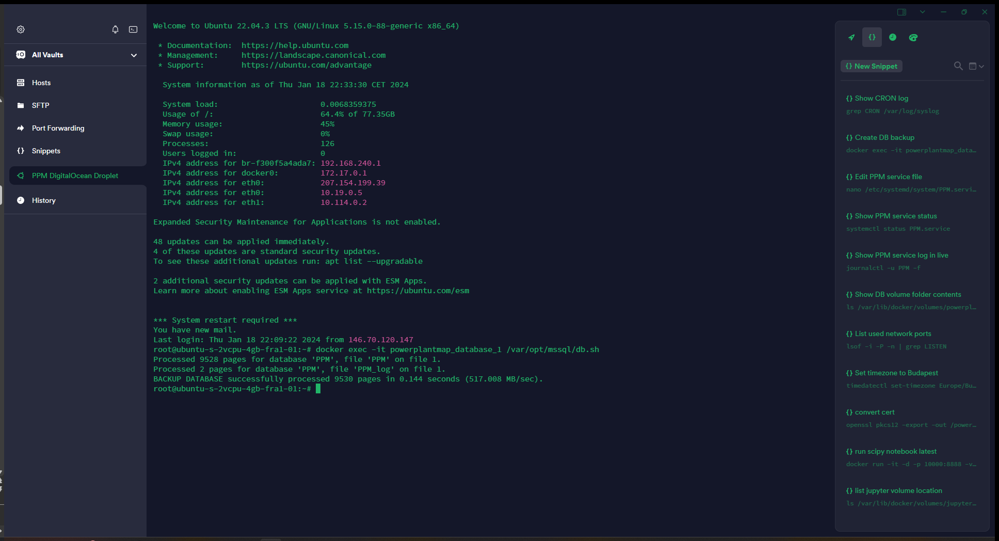 All Vaults
Hosts
SFTP
Port Forwarding
Snippets
PPM DigitalOcean Droplet
History
Welcome to Ubuntu 22.04.3 LTS (GNU/Linux 5.15.0-88-generic x86_64)
* Documentation: https://help.ubuntu.com
* Management: https://landscape.canonical.com
* Support: https://ubuntu.com/advantage
System information as of Thu Jan 18 22:33:30 CET 2024
System load: 0.0068359375
Usage of /: 64.4% of 77.35GB
Memory usage: 45%
Swap usage: 0%
Processes: 126
Users logged in: 0
IPv4 address for br-f300f5a4ada7: 192.168.240.1
IPv4 address for docker0: 172.17.0.1
IPv4 address for eth0: 207.154.199.39
IPv4 address for eth0: 10.19.0.5
IPv4 address for eth1: 10.114.0.2
Expanded Security Maintenance for Applications is not enabled.
48 updates can be applied immediately.
4 of these updates are standard security updates.
To see these additional updates run: apt list --upgradable
2 additional security updates can be applied with ESM Apps.
Learn more about enabling ESM Apps service at https://ubuntu.com/esm
*** System restart required ***
You have new mail.
Last login: Thu Jan 18 22:09:22 2024 from 146.70.120.147
root@ubuntu-s-2vcpu-4gb-fra1-01:~# docker exec -it powerplantmap_database_1 /var/opt/mssql/db.sh
Processed 9528 pages for database 'PPM', file 'PPM' on file 1.
Processed 2 pages for database 'PPM', file 'PPM_log' on file 1.
BACKUP DATABASE successfully processed 9530 pages in 0.144 seconds (517.008 MB/sec).
root@ubuntu-s-2vcpu-4gb-fra1-01:~#
{} New Snippet
{} Show CRON log
grep CRON /var/log/syslog
{} Create DB backup
docker exec -it powerplantmap_data…
{} Edit PPM service file
nano /etc/systemd/system/PPM.servi…
{} Show PPM service status
systemctl status PPM.service
{} Show PPM service log in live
journalctl -u PPM -f
{} Show DB volume folder contents
ls /var/lib/docker/volumes/powerpl…
{} List used network ports
lsof -i -P -n | grep LISTEN
{} Set timezone to Budapest
timedatectl set-timezone Europe/Bu…
{} convert cert
openssl pkcs12 -export -out /power…
{} run scipy notebook latest
docker run -it -d -p 10000:8888 -v…
{} list jupyter volume location
ls /var/lib/docker/volumes/jupyter…